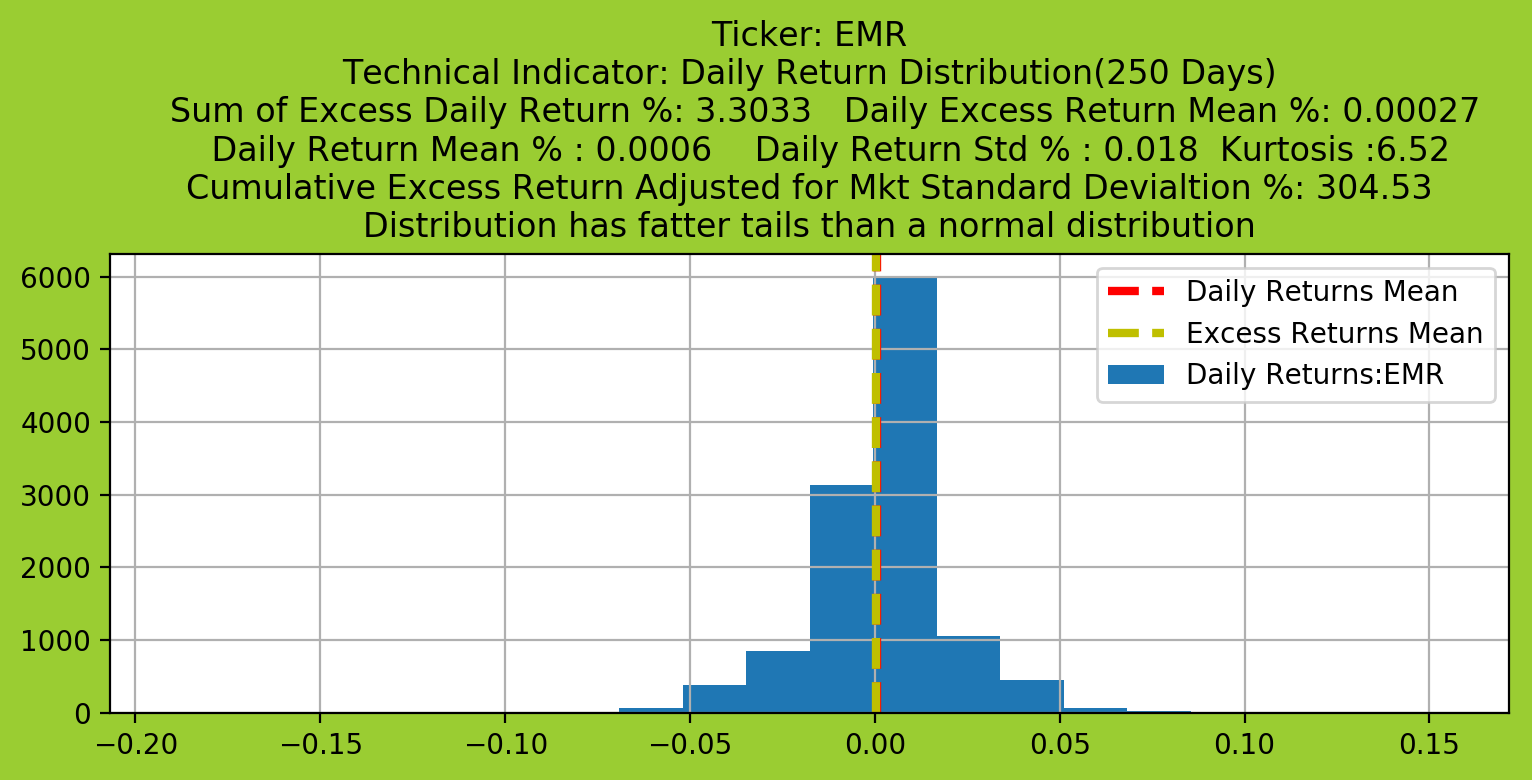 Ticker: EMR
Technical Indicator: Daily Return Distribution(250 Days)
Sum of Excess Daily Return %: 3.3033   Daily Excess Return Mean %: 0.00027
Daily Return Mean % : 0.0006    Daily Return Std % : 0.018  Kurtosis :6.52
Cumulative Excess Return Adjusted for Mkt Standard Devialtion %: 304.53
Distribution has fatter tails than a normal distribution
6000
5000
4000
3000
2000
1000
0
Daily Returns Mean
Excess Returns Mean
Daily Returns:EMR
−0.20 −0.15 −0.10 −0.05 0.00 0.05 0.10 0.15